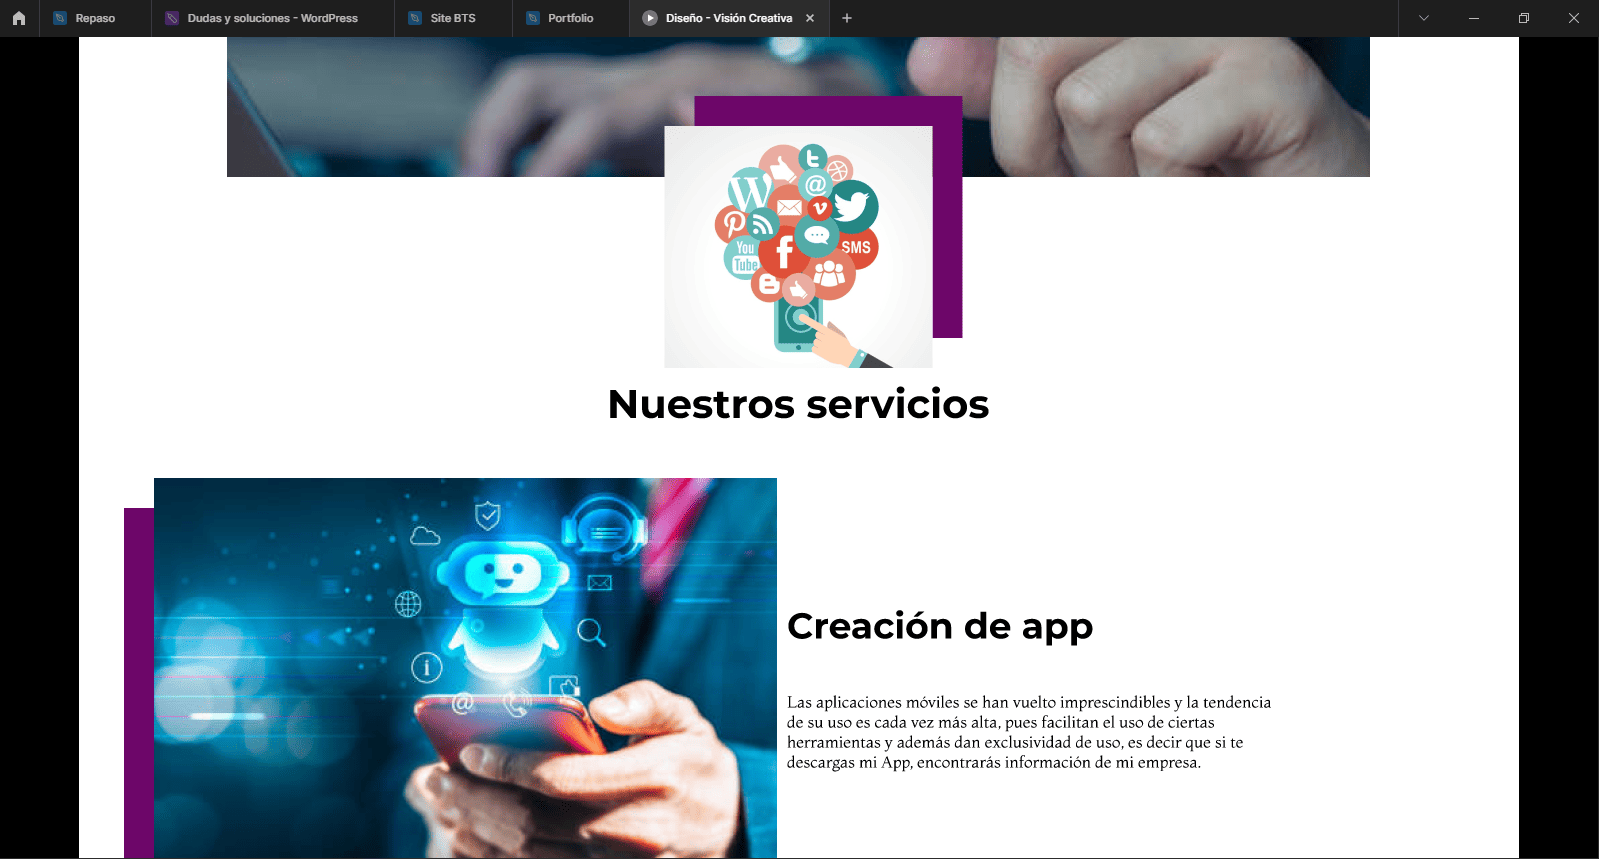 Repaso
Dudas y soluciones - WordPress
Site BTS
Portfolio
Diseño - Visión Creativa
W
t
@
v
SMS
You
Tube
f
Nuestros servicios
i
@
Creación de app
Las aplicaciones móviles se han vuelto imprescindibles y la tendencia
de su uso es cada vez más alta, pues facilitan el uso de ciertas
herramientas y además dan exclusividad de uso, es decir que si te
descargas mi App, encontrarás información de mi empresa.